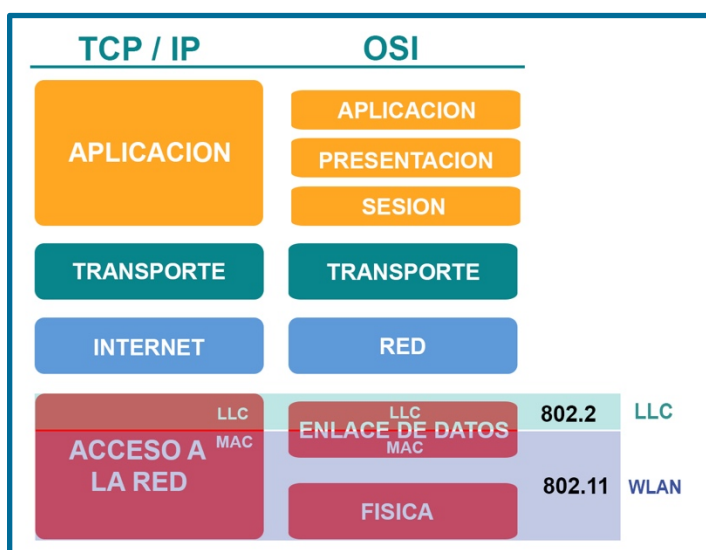 TCP / IP
OSI
APLICACION
APLICACION
PRESENTACION
SESION
TRANSPORTE
TRANSPORTE
INTERNET
RED
LLC
LLC
802.2
LLC
ENLACE DE DATOS
ACCESO A
MAC
MAC
LA RED
802.11
WLAN
FISICA